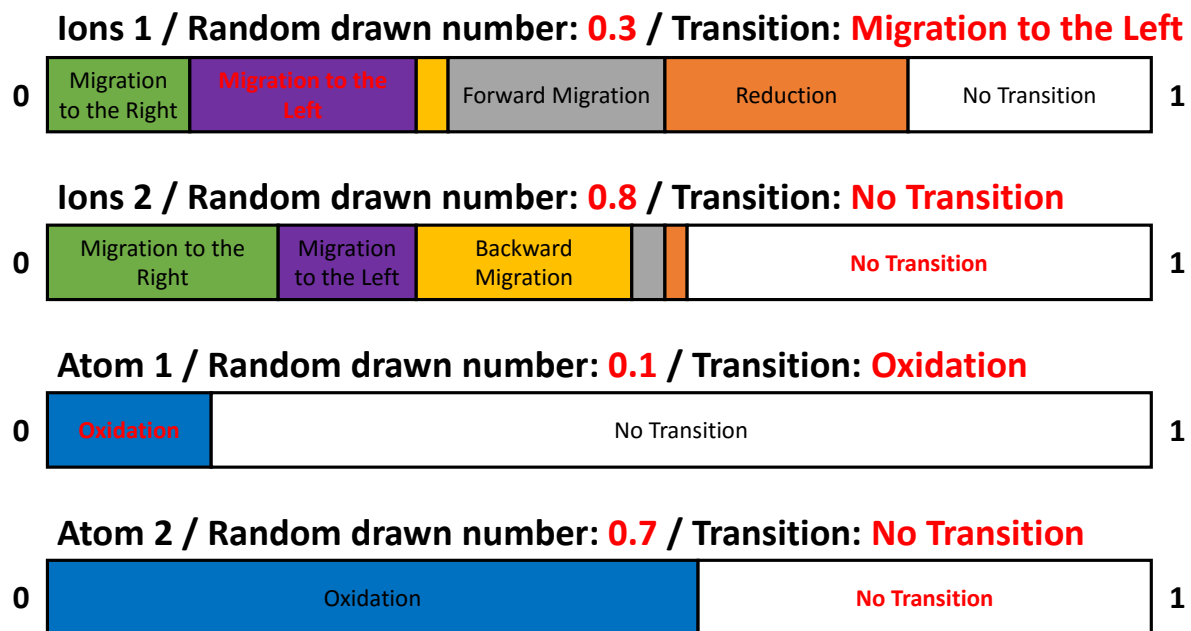 Ions 1 / Random drawn number: 0.3 / Transition: Migration to the Left
0
Migration
to the Right
Migration to the
Left
Forward Migration
Reduction
No Transition
1
Ions 2 / Random drawn number: 0.8 / Transition: No Transition
0
Migration to the
Right
Migration
to the Left
Backward
Migration
No Transition
1
Atom 1 / Random drawn number: 0.1 / Transition: Oxidation
0
Oxidation
No Transition
1
Atom 2 / Random drawn number: 0.7 / Transition: No Transition
0
Oxidation
No Transition
1